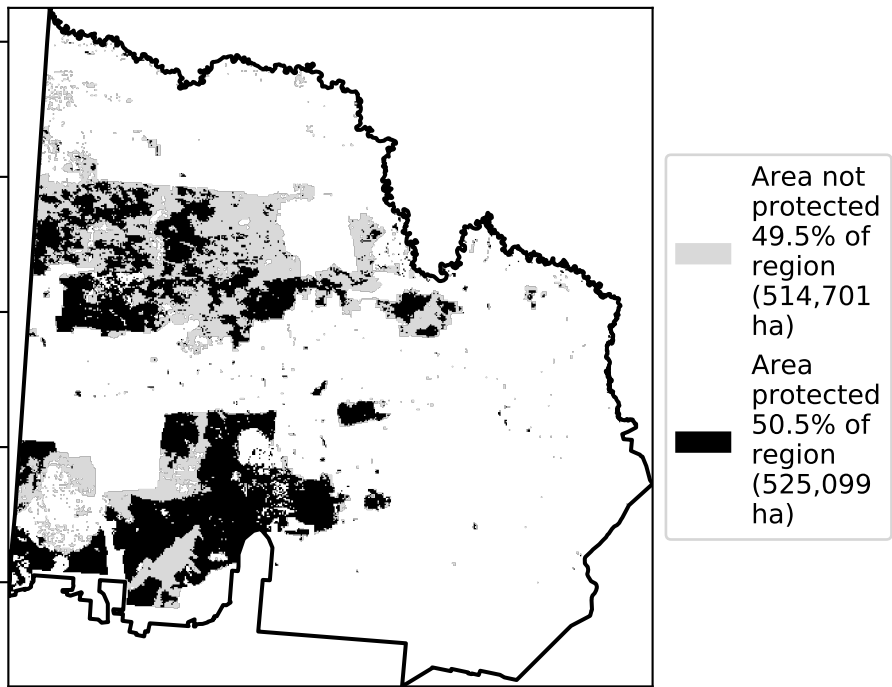 Area not
protected
49.5% of
region
(514,701
ha)
Area
protected
50.5% of
region
(525,099
ha)